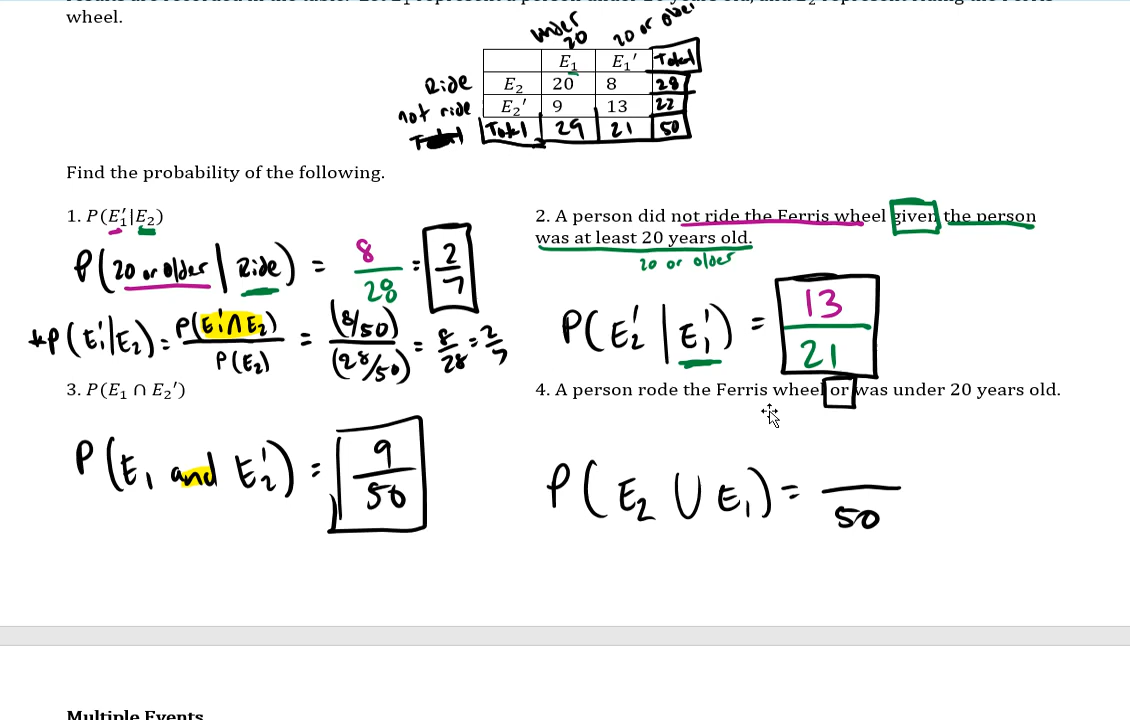 wheel.
under 20 20 or older
E₁ E₁′ Total
Ride E₂ 20 8 28
not ride E₂′ 9 13 22
Total 29 21 50
Find the probability of the following.
1. P(E₁′|E₂)
P(20 or older | Ride) = 8/28 = 2/7
*P(E₁′|E₂) = P(E₁′∩E₂)/P(E₂) = (8/50)/(28/50) = 8/28 = 2/7
2. A person did not ride the Ferris wheel given the person
was at least 20 years old.
20 or older
P(E₂′ | E₁′) = 13/21
3. P(E₁ ∩ E₂′)
P(E₁ and E₂′) = 9/50
4. A person rode the Ferris wheel or was under 20 years old.
P(E₂ ∪ E₁) = /50
Multiple Events